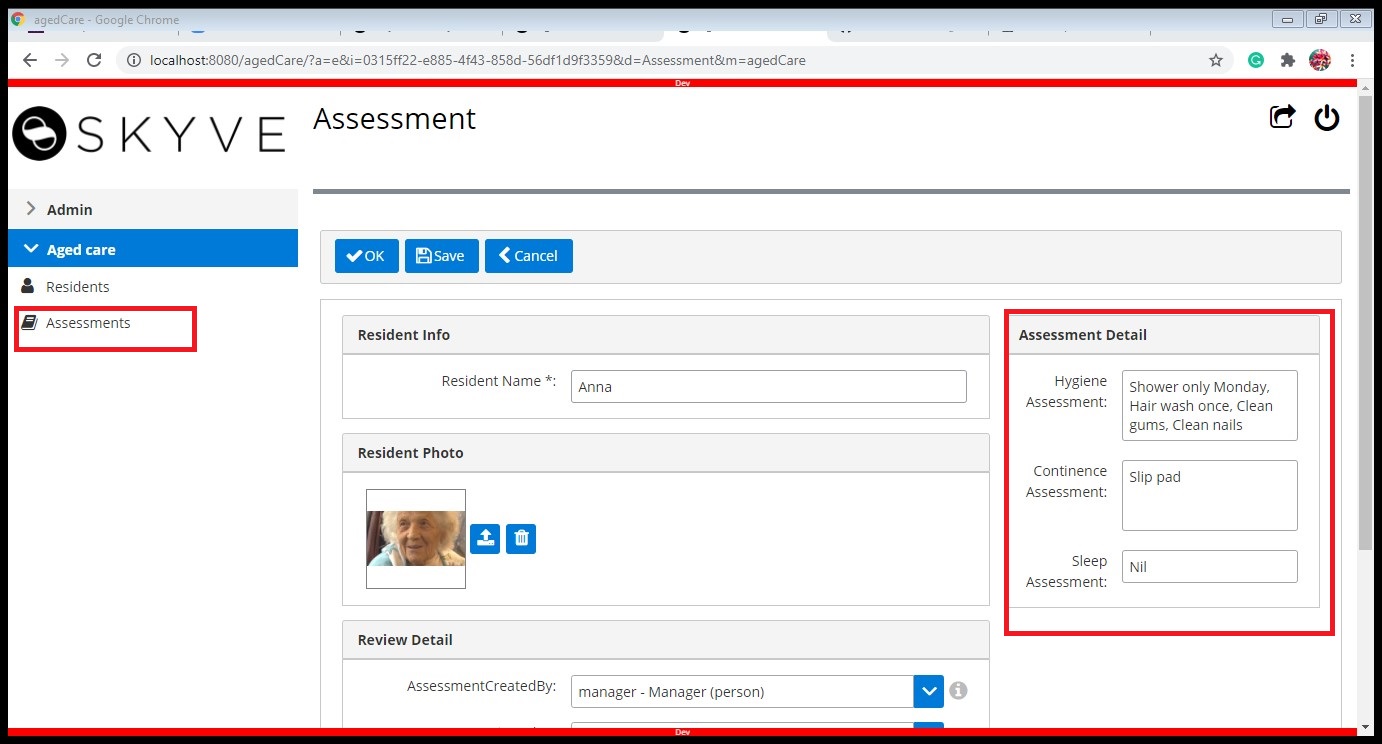 agedCare - Google Chrome
localhost:8080/agedCare/?a=e&i=0315ff22-e885-4f43-858d-56df1d9f3359&d=Assessment&m=agedCare
Dev
SKYVE
Assessment
Admin
Aged care
Residents
Assessments
OK
Save
Cancel
Resident Info
Resident Name *:
Anna
Resident Photo
Review Detail
AssessmentCreatedBy:
manager - Manager (person)
Assessment Detail
Hygiene
Assessment:
Shower only Monday,
Hair wash once, Clean
gums, Clean nails
Continence
Assessment:
Slip pad
Sleep
Assessment:
Nil
Dev